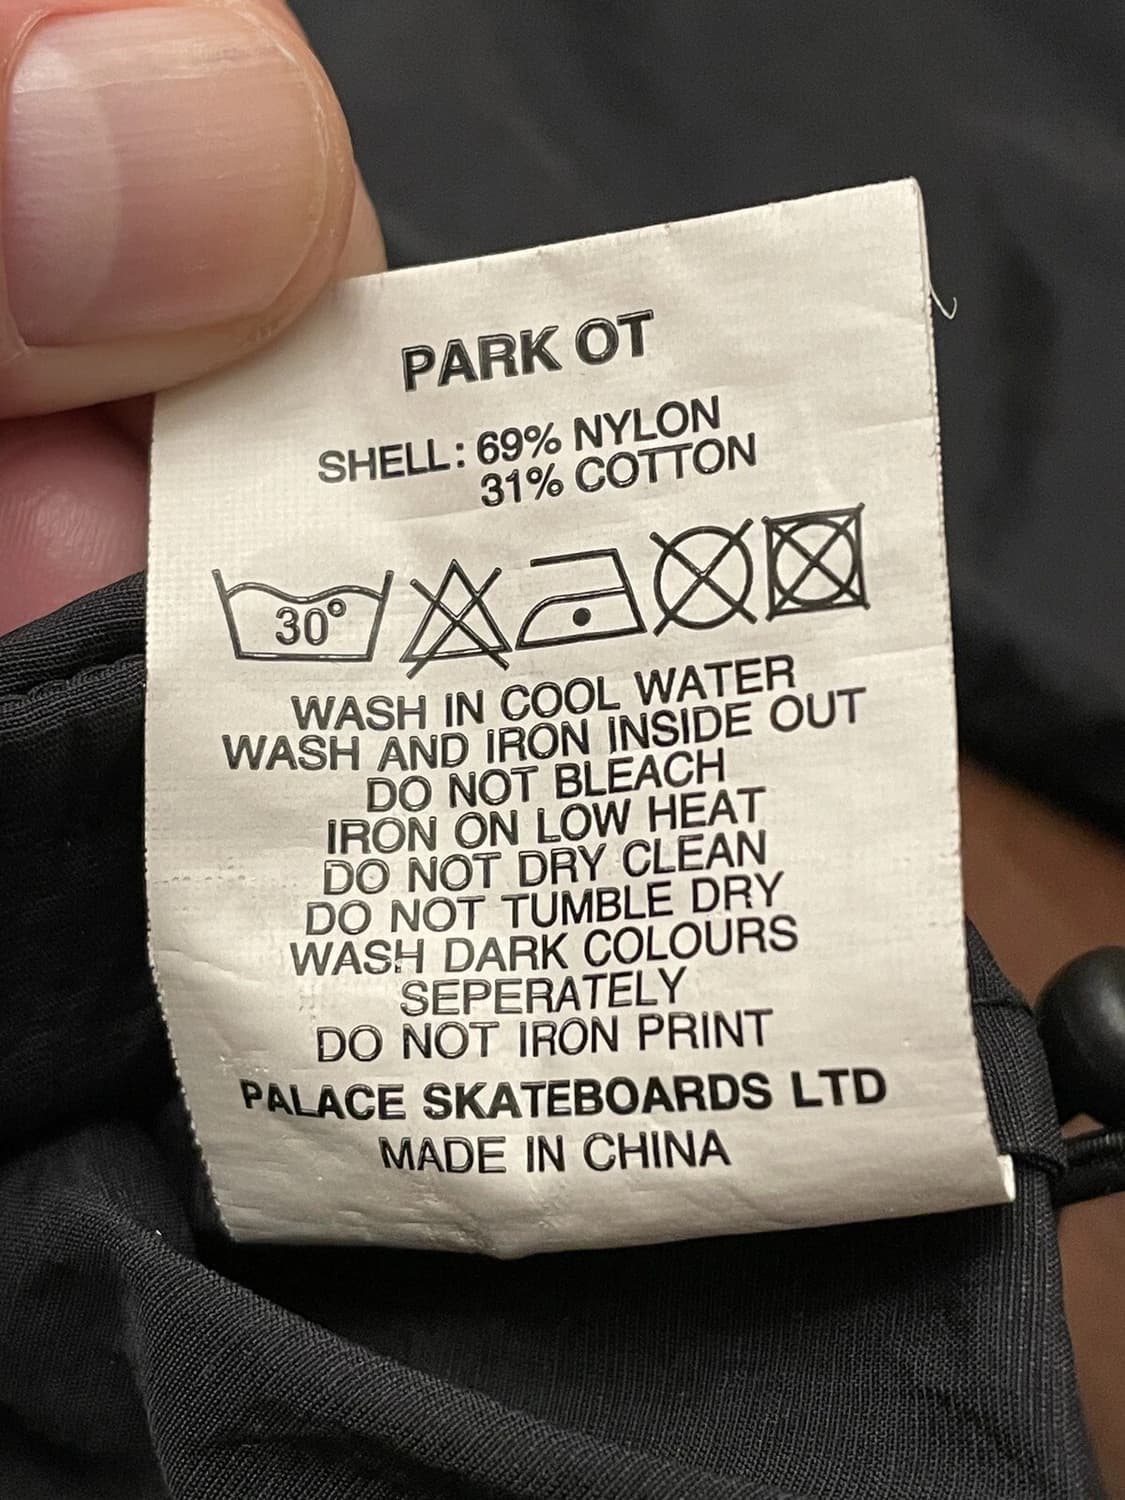 PARK OT
SHELL: 69% NYLON
31% COTTON
30°
WASH IN COOL WATER
WASH AND IRON INSIDE OUT
DO NOT BLEACH
IRON ON LOW HEAT
DO NOT DRY CLEAN
DO NOT TUMBLE DRY
WASH DARK COLOURS
SEPERATELY
DO NOT IRON PRINT
PALACE SKATEBOARDS LTD
MADE IN CHINA